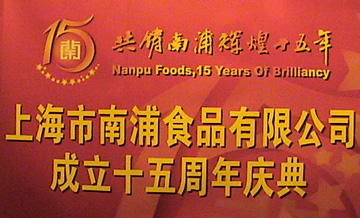 15
南
共铸南浦辉煌十五年
Nanpu Foods,15 Years Of Brilliancy
上海市南浦食品有限公司
成立十五周年庆典